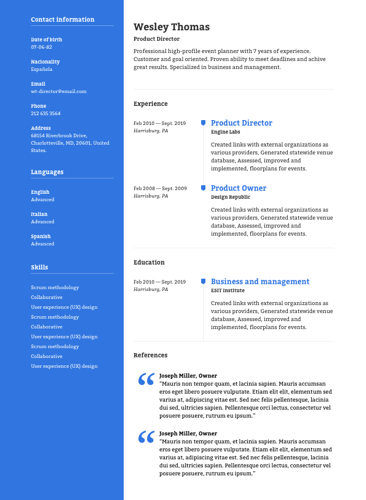 Contact information
Date of birth
07-04-82
Nacionality
Española
Email
wt-director@email.com
Phone
212 635 3564
Address
68154 Riverbrook Drive,
Charlottesville, MD, 20601, United
States.
Languages
English
Advanced
Italian
Advanced
Spanish
Advanced
Skills
Scrum methodology
Collaborative
User experience (UX) design
Scrum methodology
Collaborative
User experience (UX) design
Scrum methodology
Collaborative
User experience (UX) design
Wesley Thomas
Product Director
Professional high-profile event planner with 7 years of experience.
Customer and goal oriented. Proven ability to meet deadlines and achive
great results. Specialized in business and management.
Experience
Feb 2010 — Sept. 2019
Harrisburg, PA
Product Director
Engine Labs
Created links with external organizations as
various providers, Generated statewide venue
database, Assessed, improved and
implemented, floorplans for events.
Feb 2008 — Sept. 2009
Harrisburg, PA
Product Owner
Design Republic
Created links with external organizations as
various providers, Generated statewide venue
database, Assessed, improved and
implemented, floorplans for events.
Education
Feb 2010 — Sept. 2019
Harrisburg, PA
Business and management
ESIT Institute
Created links with external organizations as
various providers, Generated statewide venue
database, Assessed, improved and
implemented, floorplans for events.
References
Joseph Miller, Owner
"Mauris non tempor quam, et lacinia sapien. Mauris accumsan
eros eget libero posuere vulputate. Etiam elit elit, elementum sed
varius at, adipiscing vitae est. Sed nec felis pellentesque, lacinia
dui sed, ultricies sapien. Pellentesque orci lectus, consectetur vel
posuere posuere, rutrum eu ipsum."
Joseph Miller, Owner
"Mauris non tempor quam, et lacinia sapien. Mauris accumsan
eros eget libero posuere vulputate. Etiam elit elit, elementum sed
varius at, adipiscing vitae est. Sed nec felis pellentesque, lacinia
dui sed, ultricies sapien. Pellentesque orci lectus, consectetur vel
posuere posuere, rutrum eu ipsum."